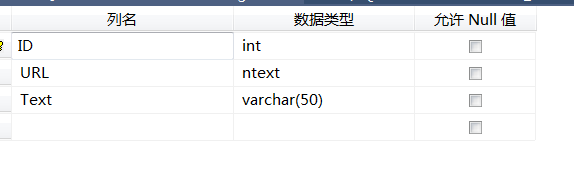 列名 数据类型 允许 Null 值
ID int
URL ntext
Text varchar(50)